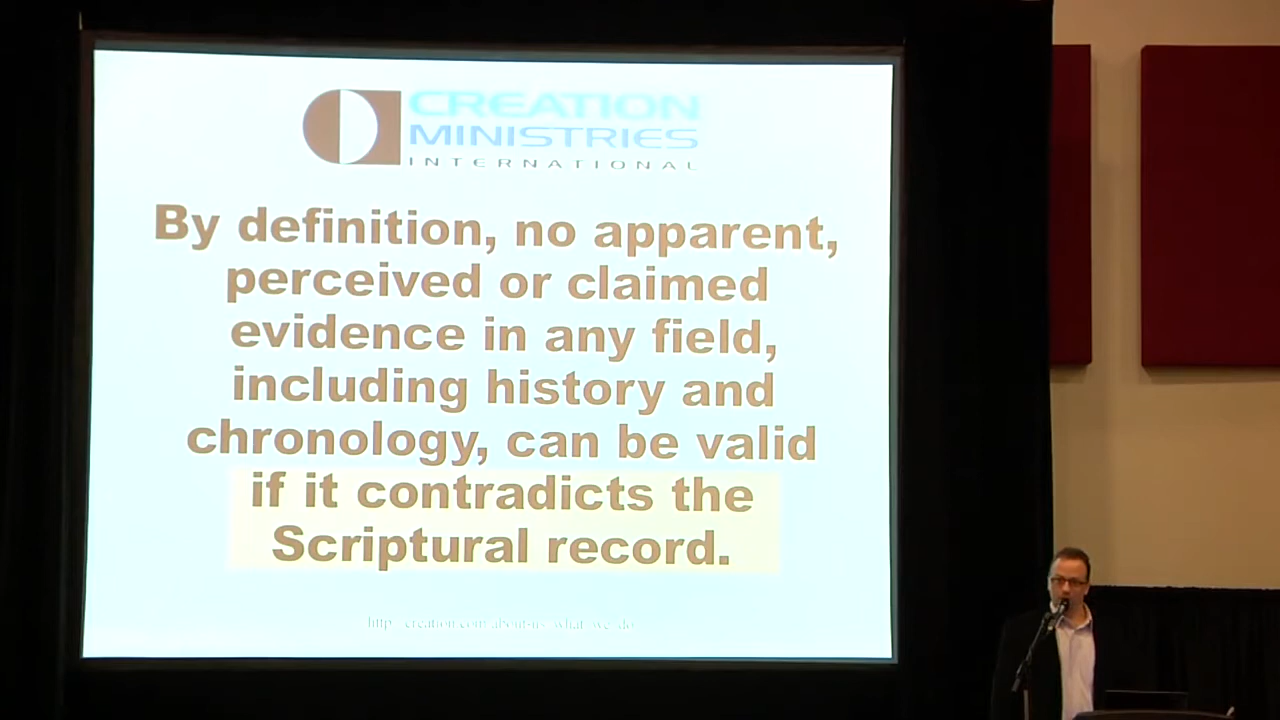 CREATION
MINISTRIES
INTERNATIONAL
By definition, no apparent,
perceived or claimed
evidence in any field,
including history and
chronology, can be valid
if it contradicts the
Scriptural record.